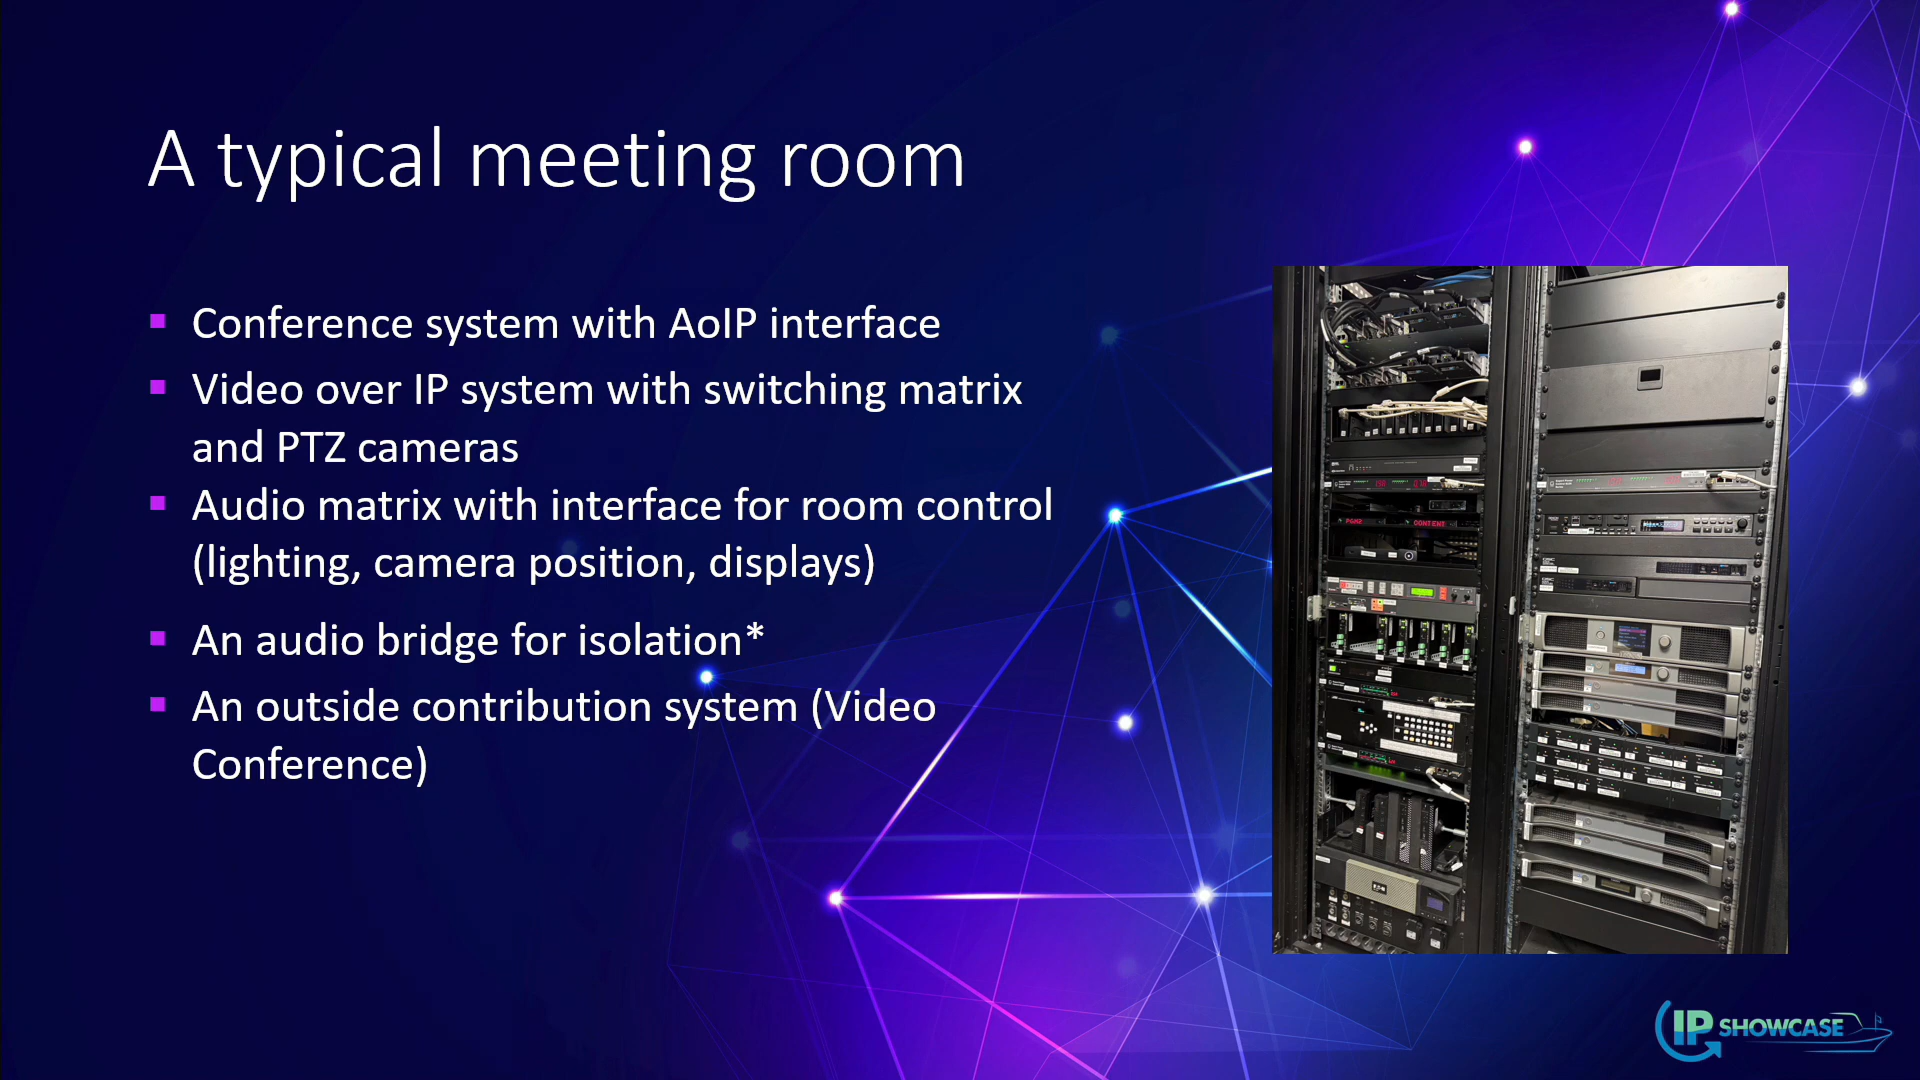 A typical meeting room
Conference system with AoIP interface
Video over IP system with switching matrix
and PTZ cameras
Audio matrix with interface for room control
(lighting, camera position, displays)
An audio bridge for isolation*
An outside contribution system (Video
Conference)
PGM2
CONTENT
IP SHOWCASE